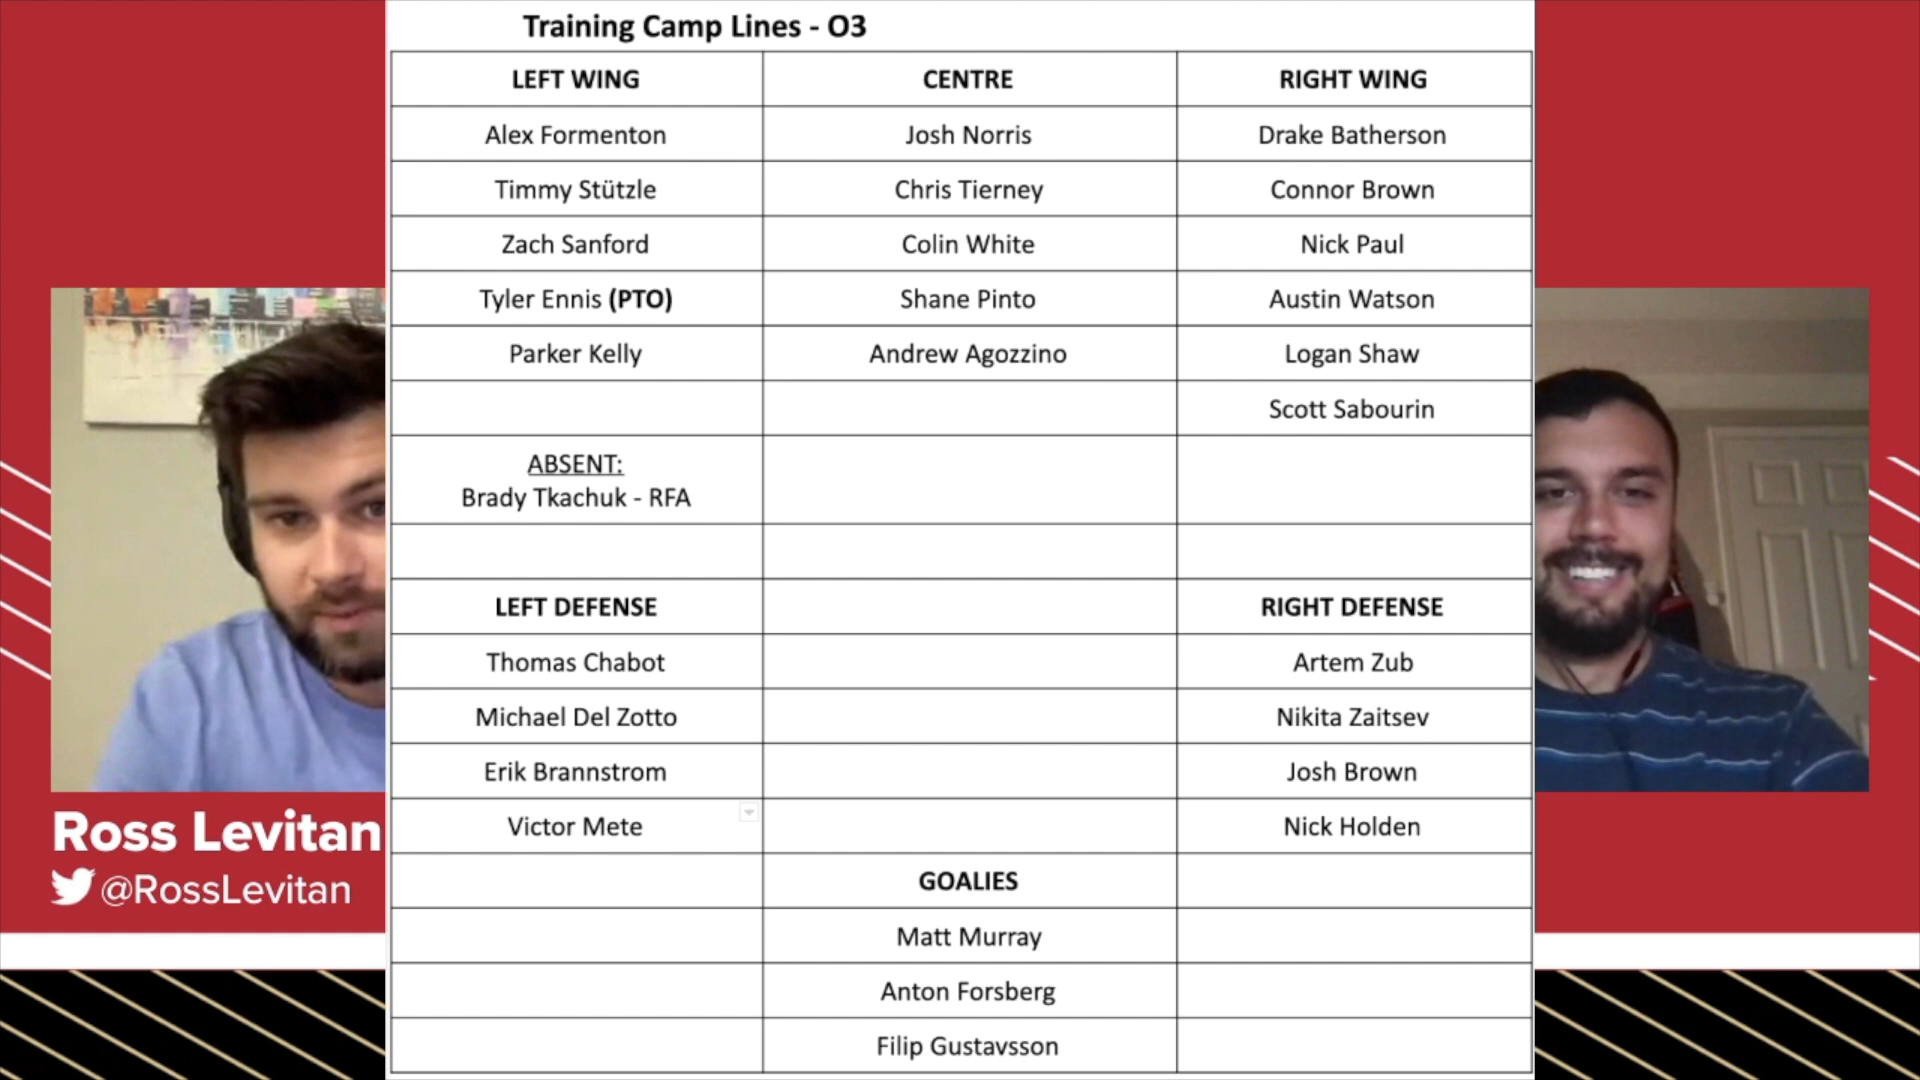 Training Camp Lines - O3
LEFT WING CENTRE RIGHT WING
Alex Formenton Josh Norris Drake Batherson
Timmy Stützle Chris Tierney Connor Brown
Zach Sanford Colin White Nick Paul
Tyler Ennis (PTO) Shane Pinto Austin Watson
Parker Kelly Andrew Agozzino Logan Shaw
Scott Sabourin
ABSENT:
Brady Tkachuk - RFA
LEFT DEFENSE RIGHT DEFENSE
Thomas Chabot Artem Zub
Michael Del Zotto Nikita Zaitsev
Erik Brannstrom Josh Brown
Victor Mete Nick Holden
GOALIES
Matt Murray
Anton Forsberg
Filip Gustavsson
Ross Levitan
@RossLevitan